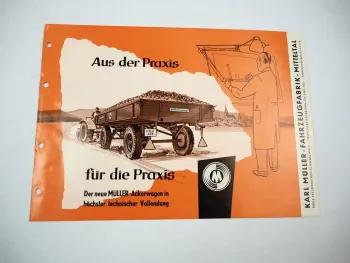 Aus der Praxis
für die Praxis
Der neue MÜLLER-Ackerwagen in
höchster technischer Vollendung
M
KARL MÜLLER · FAHRZEUGFABRIK · MITTELTAL